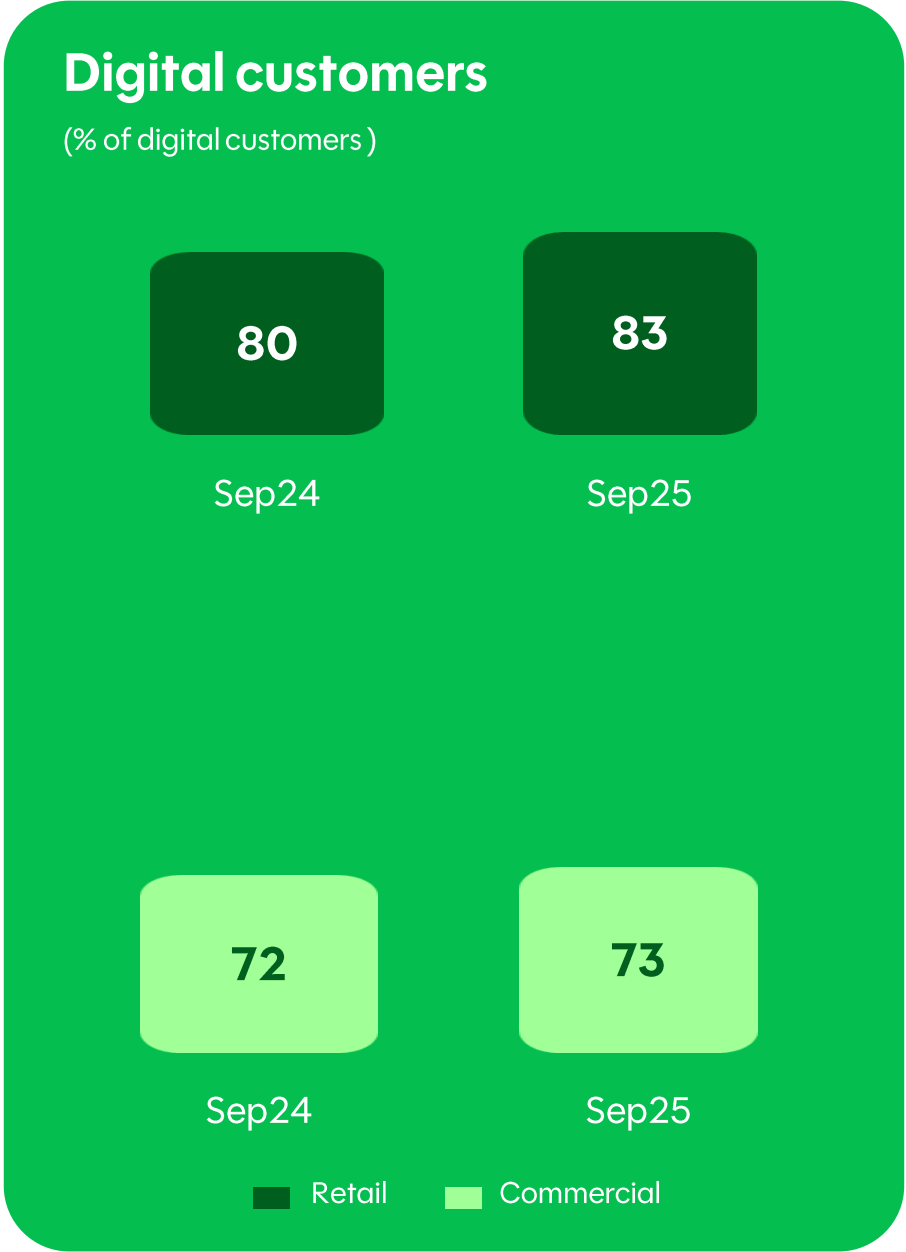 Digital customers
(% of digital customers )
80 83
Sep24 Sep25
72 73
Sep24 Sep25
Retail Commercial